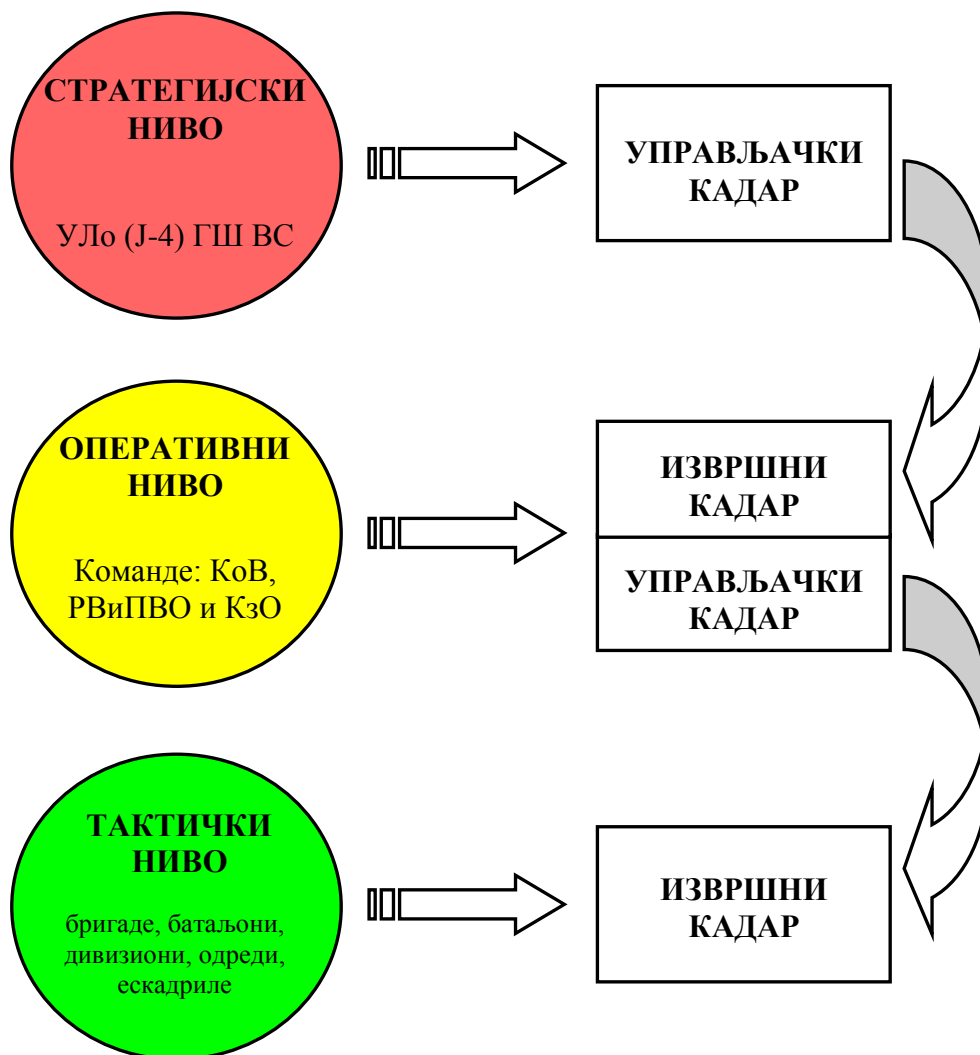 СТРАТЕГИЈСКИ
НИВО
УЛо (Ј-4) ГШ ВС
УПРАВЉАЧКИ
КАДАР
ОПЕРАТИВНИ
НИВО
Команде: КоВ,
РВиПВО и КзО
ИЗВРШНИ
КАДАР
УПРАВЉАЧКИ
КАДАР
ТАКТИЧКИ
НИВО
бригаде, батаљони,
дивизиони, одреди,
ескадриле
ИЗВРШНИ
КАДАР